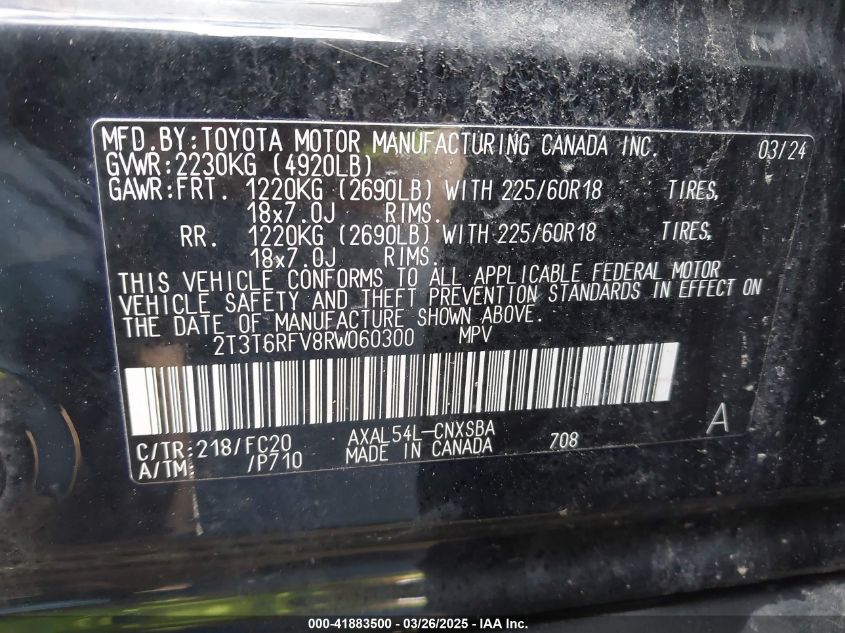 MFD.BY:TOYOTA MOTOR MANUFACTURING CANADA INC. 03/24
GVWR:2230KG (4920LB)
GAWR:FRT. 1220KG (2690LB) WITH 225/60R18 TIRES,
18x7.0J RIMS.
RR. 1220KG (2690LB) WITH 225/60R18 TIRES,
18x7.0J RIMS.
THIS VEHICLE CONFORMS TO ALL APPLICABLE FEDERAL MOTOR
VEHICLE SAFETY AND THEFT PREVENTION STANDARDS IN EFFECT ON
THE DATE OF MANUFACTURE SHOWN ABOVE.
2T3T6RFV8RW060300 MPV
C/TR:218/FC20 AXAL54L-CNXSBA 708 A
A/TM: /P710 MADE IN CANADA
000-41883500 - 03/26/2025 - IAA Inc.